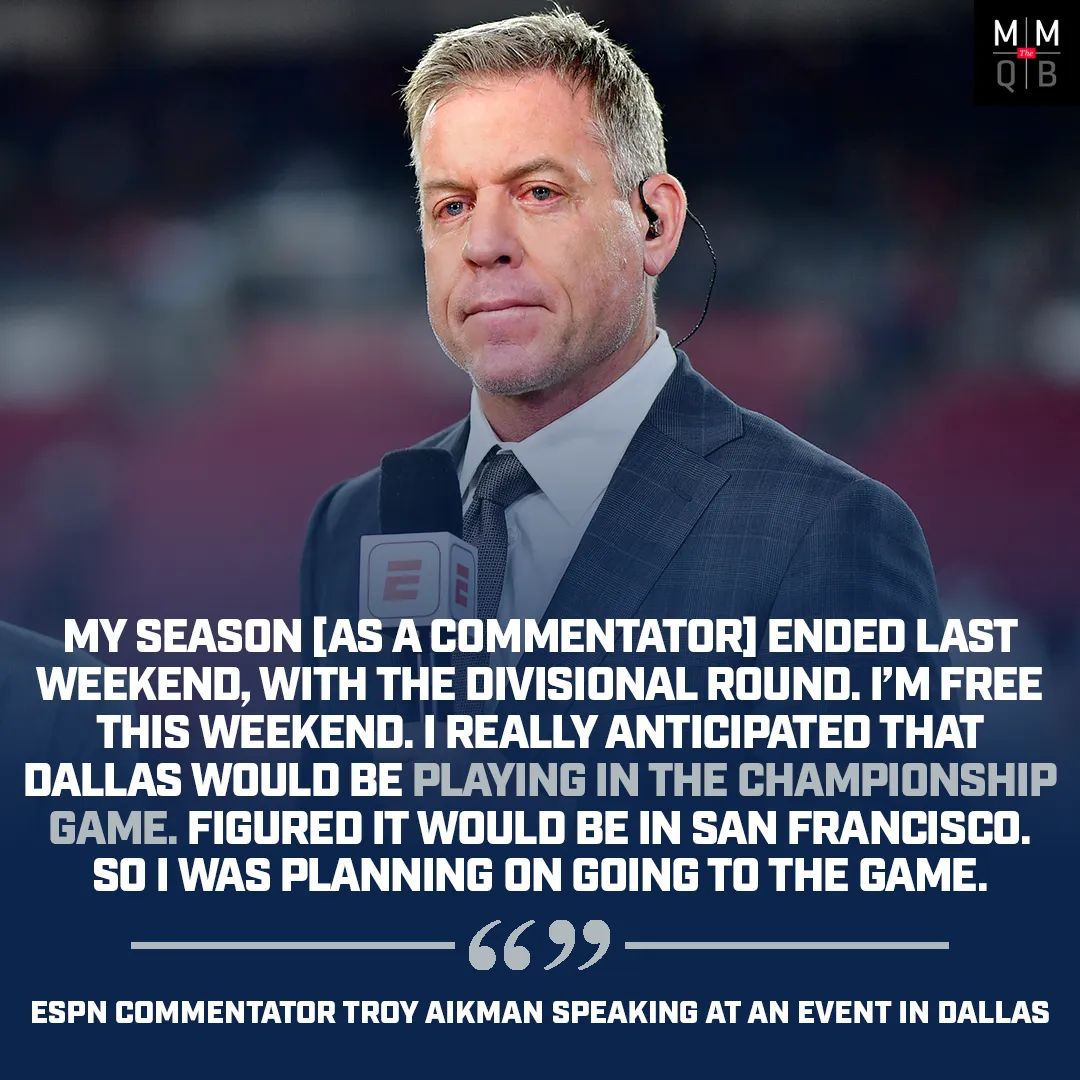 M M
The
Q B
E E
MY SEASON [AS A COMMENTATOR] ENDED LAST
WEEKEND, WITH THE DIVISIONAL ROUND. I'M FREE
THIS WEEKEND. I REALLY ANTICIPATED THAT
DALLAS WOULD BE PLAYING IN THE CHAMPIONSHIP
GAME. FIGURED IT WOULD BE IN SAN FRANCISCO.
SO I WAS PLANNING ON GOING TO THE GAME.
“ ”
ESPN COMMENTATOR TROY AIKMAN SPEAKING AT AN EVENT IN DALLAS